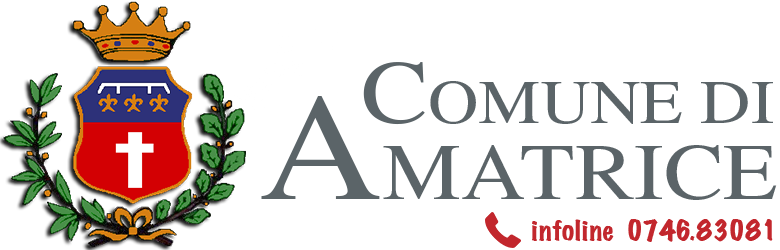 COMUNE DI
AMATRICE
infoline 0746.83081